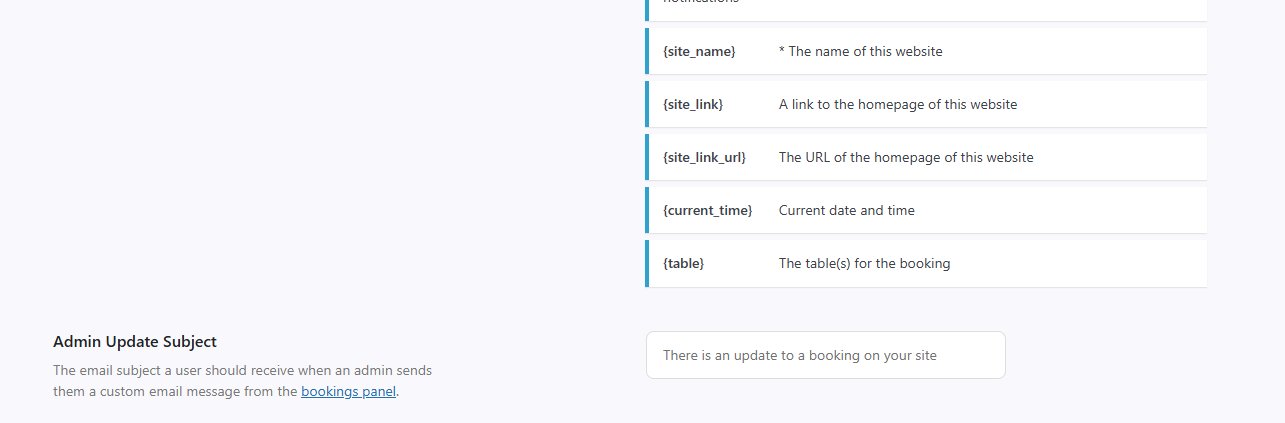 notifications
{site_name} * The name of this website
{site_link} A link to the homepage of this website
{site_link_url} The URL of the homepage of this website
{current_time} Current date and time
{table} The table(s) for the booking
Admin Update Subject
The email subject a user should receive when an admin sends
them a custom email message from the bookings panel.
There is an update to a booking on your site